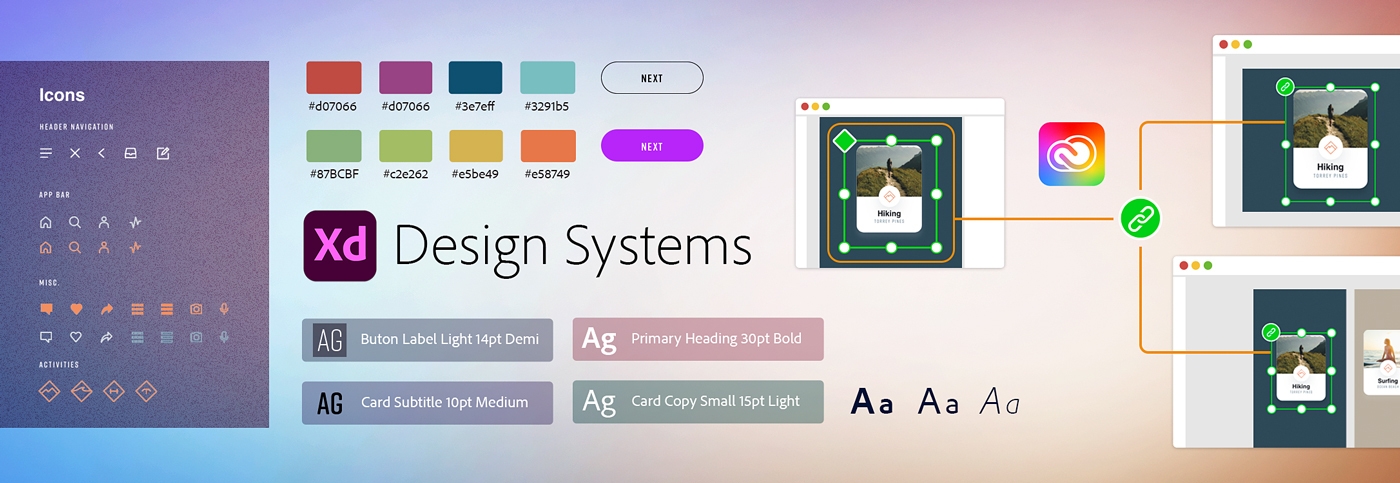 Icons
HEADER NAVIGATION
APP BAR
MISC.
ACTIVITIES
#d07066 #d07066 #3e7eff #3291b5
NEXT
#87BCBF #c2e262 #e5be49 #e58749
NEXT
Xd Design Systems
AG Buton Label Light 14pt Demi
Ag Primary Heading 30pt Bold
AG Card Subtitle 10pt Medium
Ag Card Copy Small 15pt Light
Aa Aa Aa
Hiking
TORREY PINES
Hiking
TORREY PINES
Hiking
TORREY PINES
Surfing